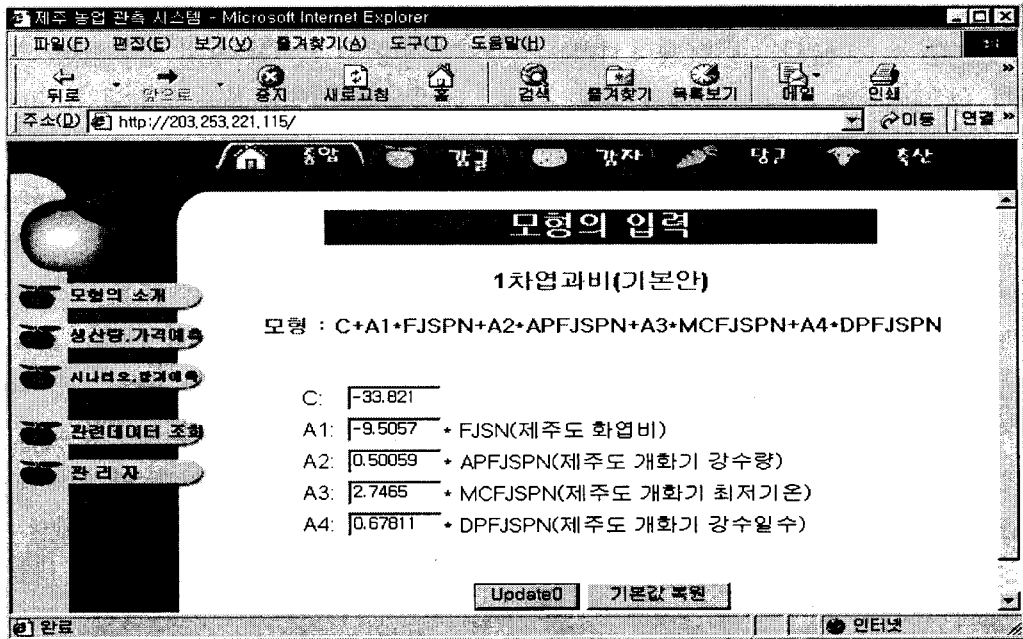 제주 농업 관측 시스템 - Microsoft Internet Explorer
파일(F) 편집(E) 보기(V) 즐겨찾기(A) 도구(T) 도움말(H)
뒤로 앞으로 중지 새로고침 홈 검색 즐겨찾기 목록보기 메일 인쇄 »
주소(D) http://203,253,221,115/ 이동 연결 »
감귤 감자 당근 축산
모형의 입력
1차엽과비(기본안)
모형의 소개
모형 : C+A1*FJSPN+A2*APFJSPN+A3*MCFJSPN+A4*DPFJSPN
생산량,가격예측
C: -33.821
A1: -9.5057 * FJSN(제주도 화엽비)
관련데이터 조회
A2: 0.50059 * APFJSPN(제주도 개화기 강수량)
관 리 자
A3: 2.7465 * MCFJSPN(제주도 개화기 최저기온)
A4: 0.67811 * DPFJSPN(제주도 개화기 강수일수)
Update0 기본값 복원
완료 인터넷